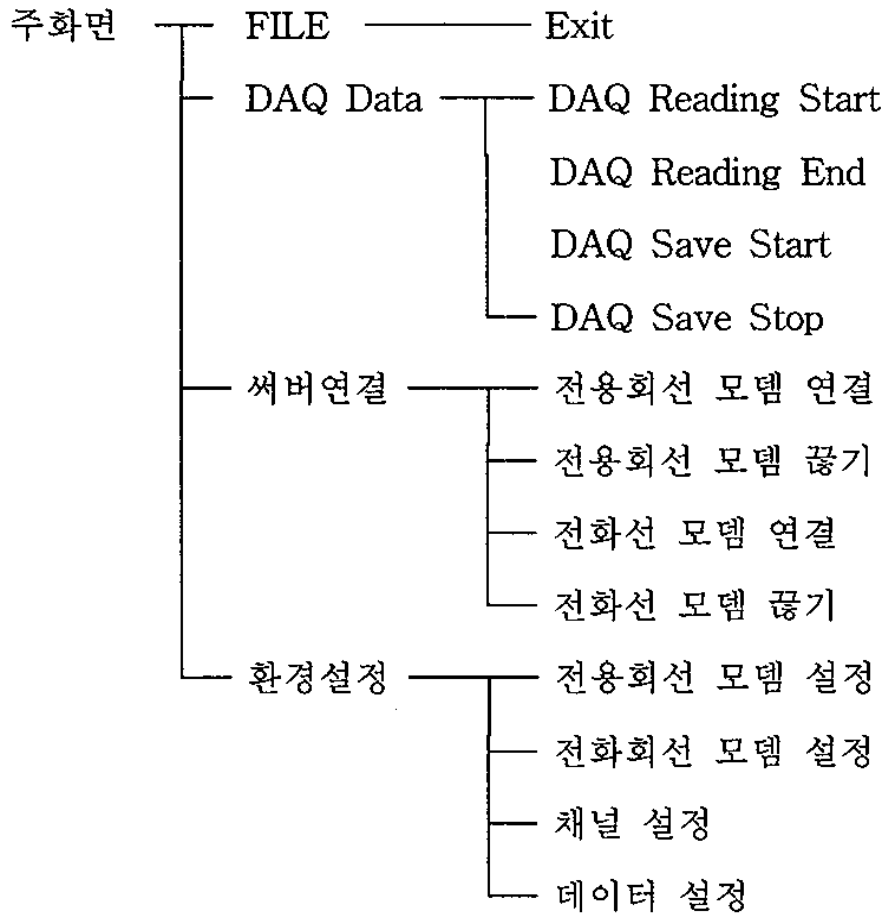 주화면 FILE Exit
DAQ Data DAQ Reading Start
DAQ Reading End
DAQ Save Start
DAQ Save Stop
써버연결 전용회선 모뎀 연결
전용회선 모뎀 끊기
전화선 모뎀 연결
전화선 모뎀 끊기
환경설정 전용회선 모뎀 설정
전화회선 모뎀 설정
채널 설정
데이터 설정